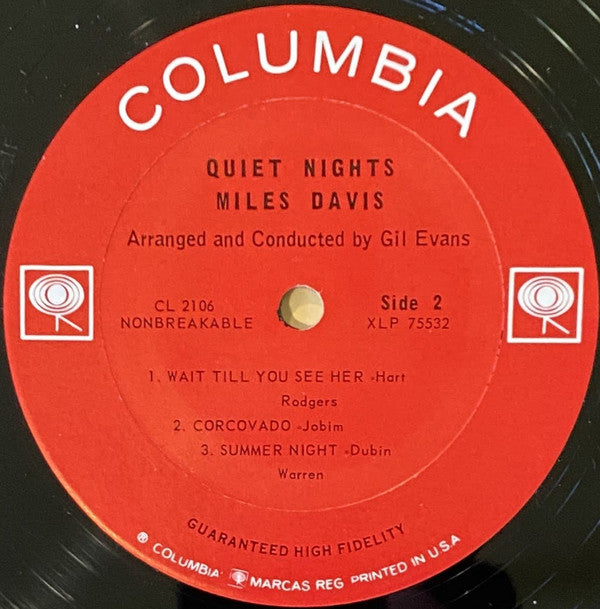 COLUMBIA
QUIET NIGHTS
MILES DAVIS
Arranged and Conducted by Gil Evans
CL 2106
NONBREAKABLE
Side 2
XLP 75532
1. WAIT TILL YOU SEE HER -Hart
Rodgers
2. CORCOVADO -Jobim
3. SUMMER NIGHT -Dubin
Warren
GUARANTEED HIGH FIDELITY
® COLUMBIA MARCAS REG. PRINTED IN U.S.A